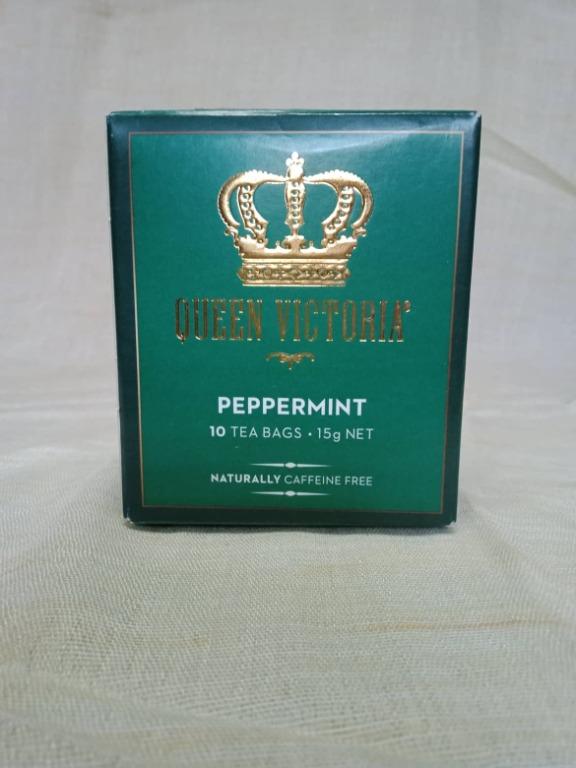 QUEEN VICTORIA®
PEPPERMINT
10 TEA BAGS • 15g NET
NATURALLY CAFFEINE FREE